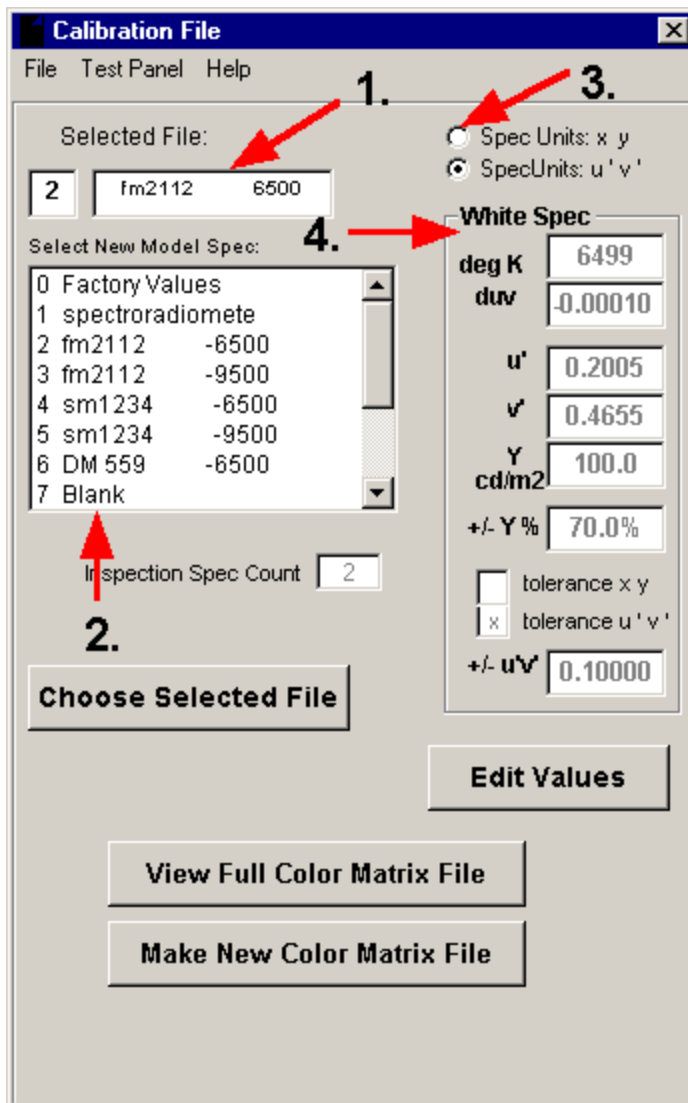 Calibration File
File Test Panel Help
1.
3.
Selected File:
2 fm2112 6500
Spec Units: x y
SpecUnits: u ' v '
4.
Select New Model Spec:
0 Factory Values
1 spectroradiomete
2 fm2112 -6500
3 fm2112 -9500
4 sm1234 -6500
5 sm1234 -9500
6 DM 559 -6500
7 Blank
Inspection Spec Count 2
2.
Choose Selected File
White Spec
deg K 6499
duv -0.00010
u' 0.2005
v' 0.4655
Y cd/m2 100.0
+/- Y % 70.0%
tolerance x y
x tolerance u ' v '
+/- u'v' 0.10000
Edit Values
View Full Color Matrix File
Make New Color Matrix File